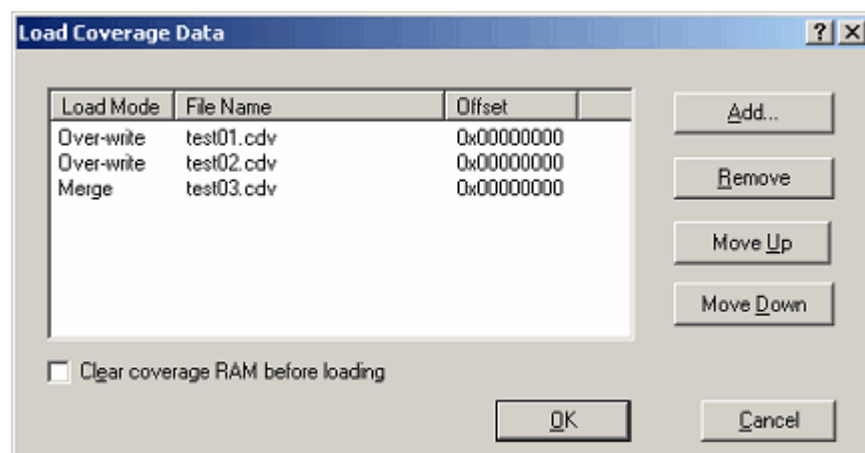 Load Coverage Data
Load Mode File Name Offset
Over-write test01.cdv 0x00000000
Over-write test02.cdv 0x00000000
Merge test03.cdv 0x00000000
Add...
Remove
Move Up
Move Down
Clear coverage RAM before loading
OK Cancel